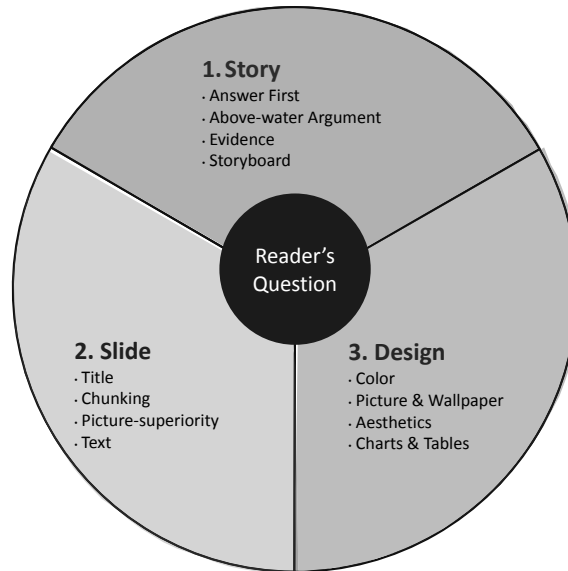 1. Story
· Answer First
· Above-water Argument
· Evidence
· Storyboard
Reader's
Question
2. Slide
· Title
· Chunking
· Picture-superiority
· Text
3. Design
· Color
· Picture & Wallpaper
· Aesthetics
· Charts & Tables